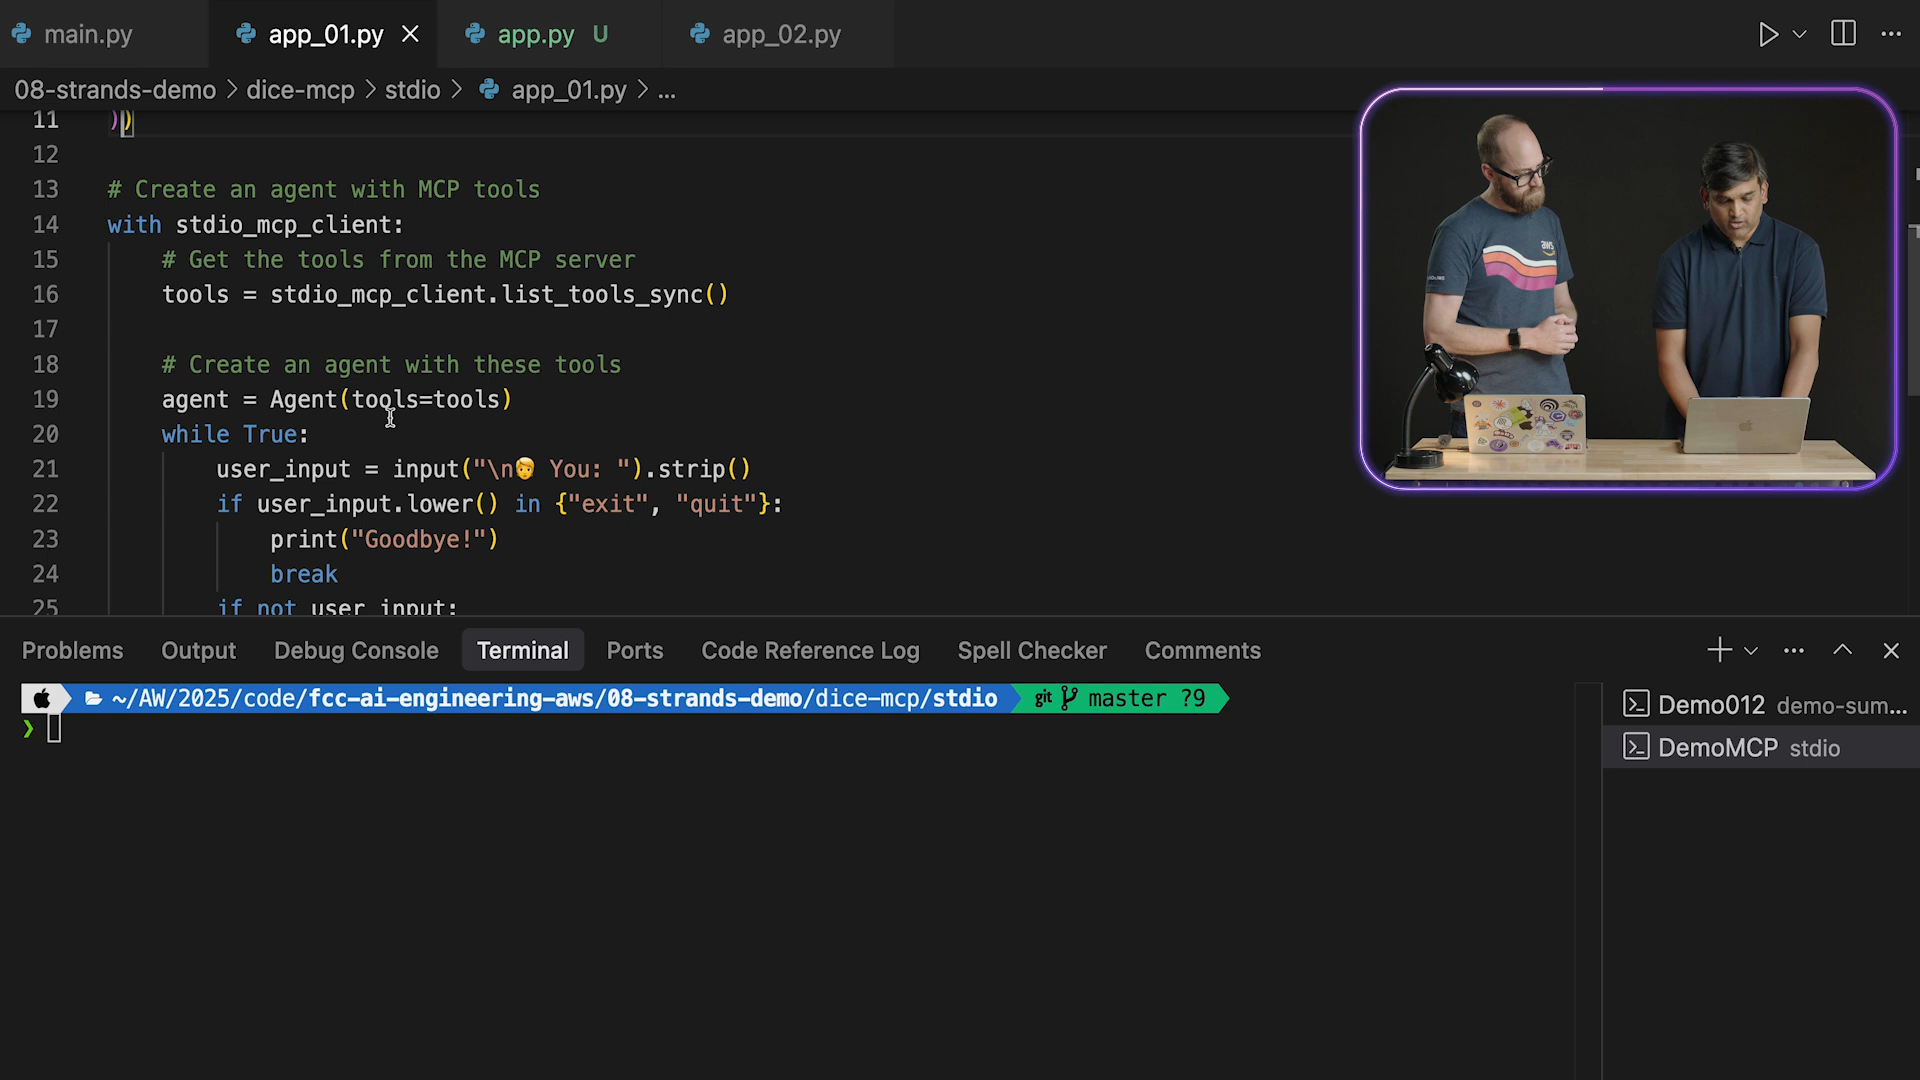 main.py
app_01.py
app.py U
app_02.py
08-strands-demo > dice-mcp > stdio > app_01.py > ...
11 ))
12
13 # Create an agent with MCP tools
14 with stdio_mcp_client:
15 # Get the tools from the MCP server
16 tools = stdio_mcp_client.list_tools_sync()
17
18 # Create an agent with these tools
19 agent = Agent(tools=tools)
20 while True:
21 user_input = input("\n🧑 You: ").strip()
22 if user_input.lower() in {"exit", "quit"}:
23 print("Goodbye!")
24 break
25 if not user_input:
aws
Problems Output Debug Console Terminal Ports Code Reference Log Spell Checker Comments
~/AW/2025/code/fcc-ai-engineering-aws/08-strands-demo/dice-mcp/stdio git master ?9
❯
Demo012 demo-sum...
DemoMCP stdio